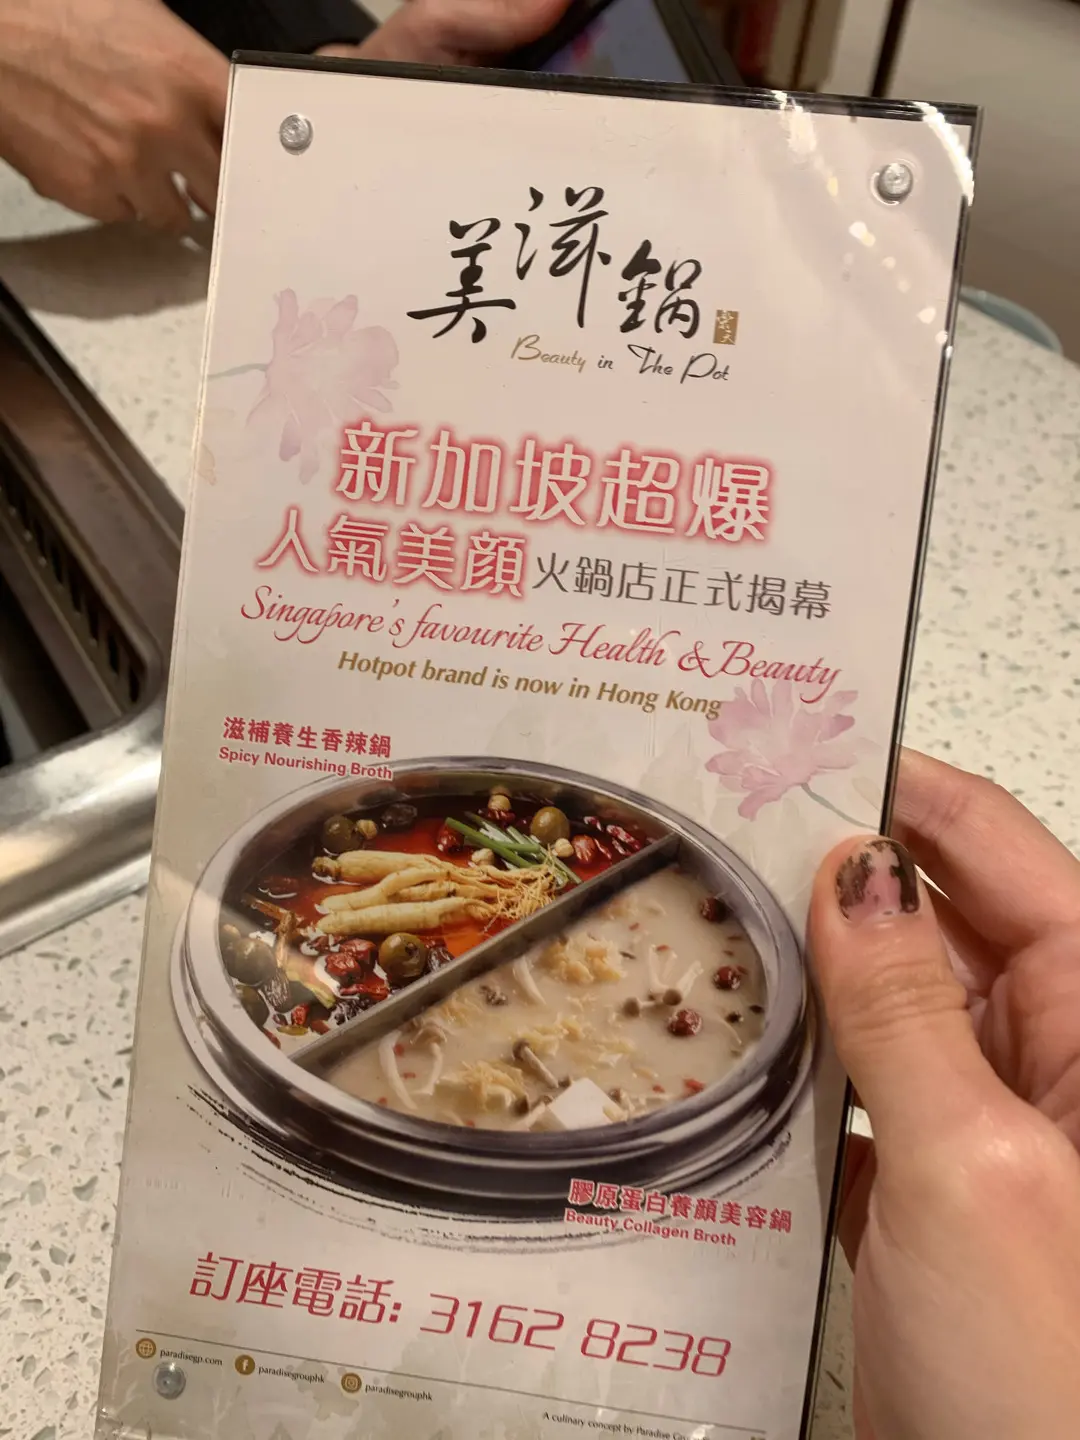 美滋鍋
Beauty in The Pot
新加坡超爆
人氣美顏火鍋店正式揭幕
Singapore's favourite Health & Beauty
Hotpot brand is now in Hong Kong
滋補養生香辣鍋
Spicy Nourishing Broth
膠原蛋白養顏美容鍋
Beauty Collagen Broth
訂座電話: 3162 8238
paradisegp.com paradisegrouphk paradisegrouphk
A culinary concept by Paradise